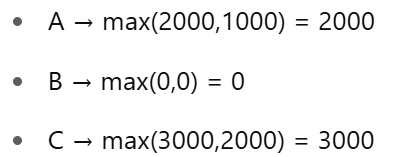 • A → max(2000,1000) = 2000
• B → max(0,0) = 0
• C → max(3000,2000) = 3000